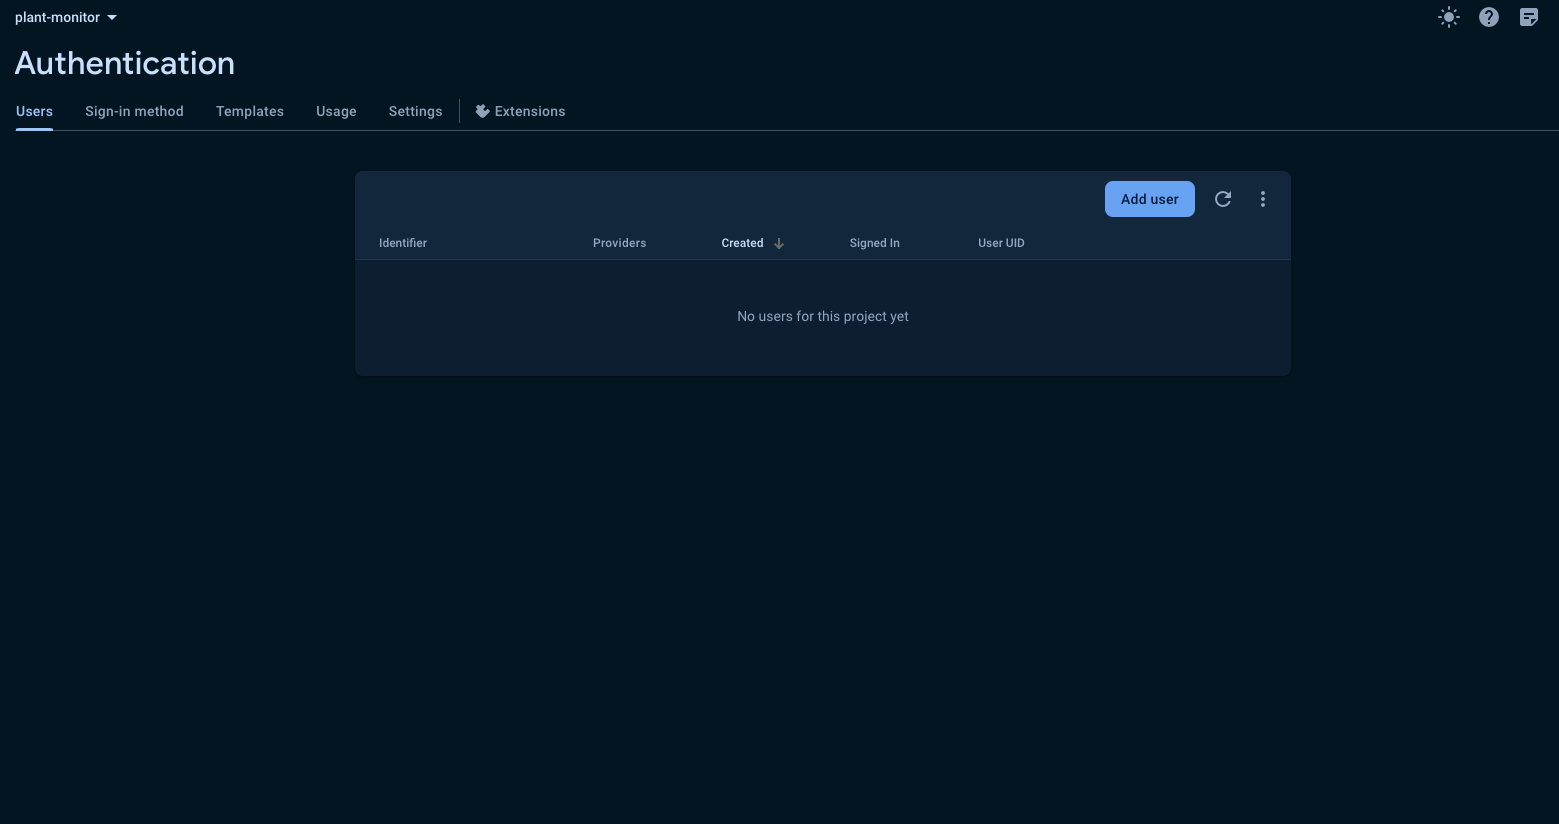 plant-monitor
Authentication
Users Sign-in method Templates Usage Settings Extensions
Add user
Identifier Providers Created Signed In User UID
No users for this project yet